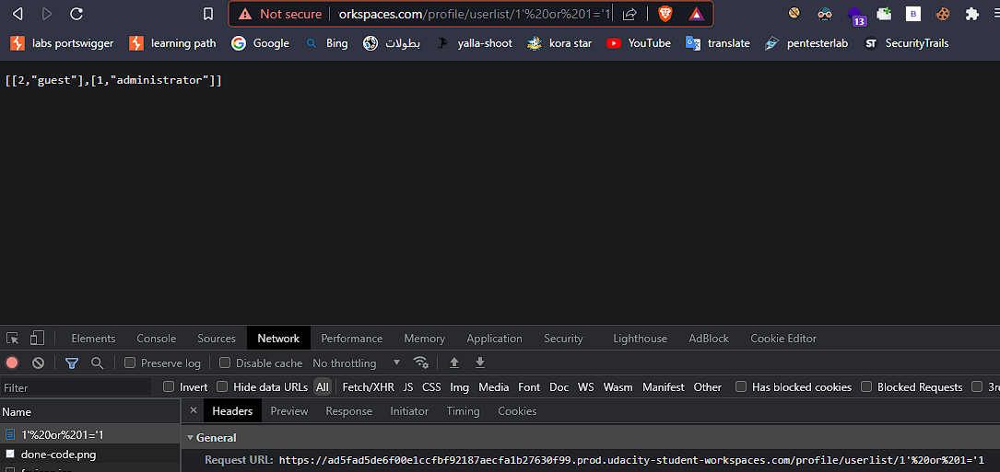 Not secure orkspaces.com/profile/userlist/1'%20or%201='1 13 B
labs portswigger learning path Google Bing بطولات yalla-shoot kora star YouTube translate pentesterlab ST SecurityTrails
[[2,"guest"],[1,"administrator"]]
Elements Console Sources Network Performance Memory Application Security Lighthouse AdBlock Cookie Editor
Preserve log Disable cache No throttling
Filter Invert Hide data URLs All Fetch/XHR JS CSS Img Media Font Doc WS Wasm Manifest Other Has blocked cookies Blocked Requests 3r
Name × Headers Preview Response Initiator Timing Cookies
1'%20or%201='1 General
done-code.png Request URL: https://ad5fad5de6f00e1ccfbf92187aecfa1b27630f99.prod.udacity-student-workspaces.com/profile/userlist/1'%20or%201='1